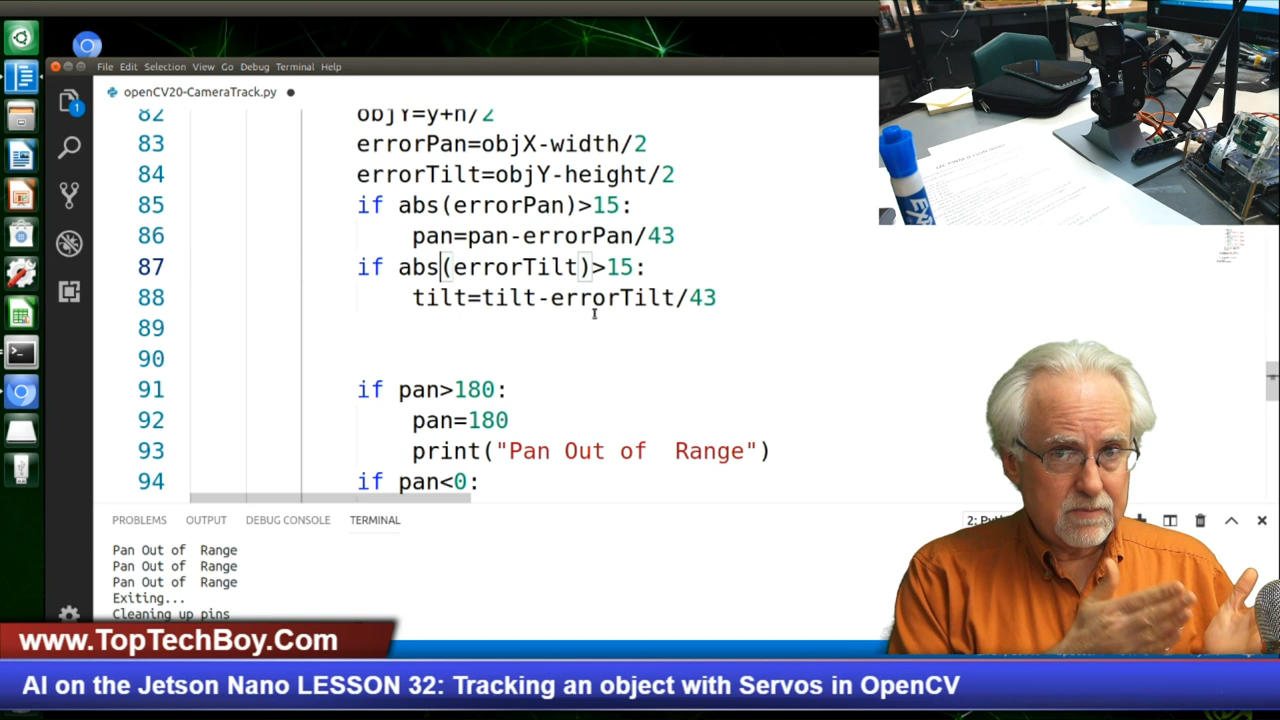 File Edit Selection View Go Debug Terminal Help
openCV20-CameraTrack.py
1
82 objY=y+h/2
83 errorPan=objX-width/2
84 errorTilt=objY-height/2
85 if abs(errorPan)>15:
86 pan=pan-errorPan/43
87 if abs(errorTilt)>15:
88 tilt=tilt-errorTilt/43
89
90
91 if pan>180:
92 pan=180
93 print("Pan Out of  Range")
94 if pan<0:
PROBLEMS OUTPUT DEBUG CONSOLE TERMINAL
Pan Out of  Range
Pan Out of  Range
Pan Out of  Range
Exiting...
Cleaning up pins
www.TopTechBoy.Com
AI on the Jetson Nano LESSON 32: Tracking an object with Servos in OpenCV